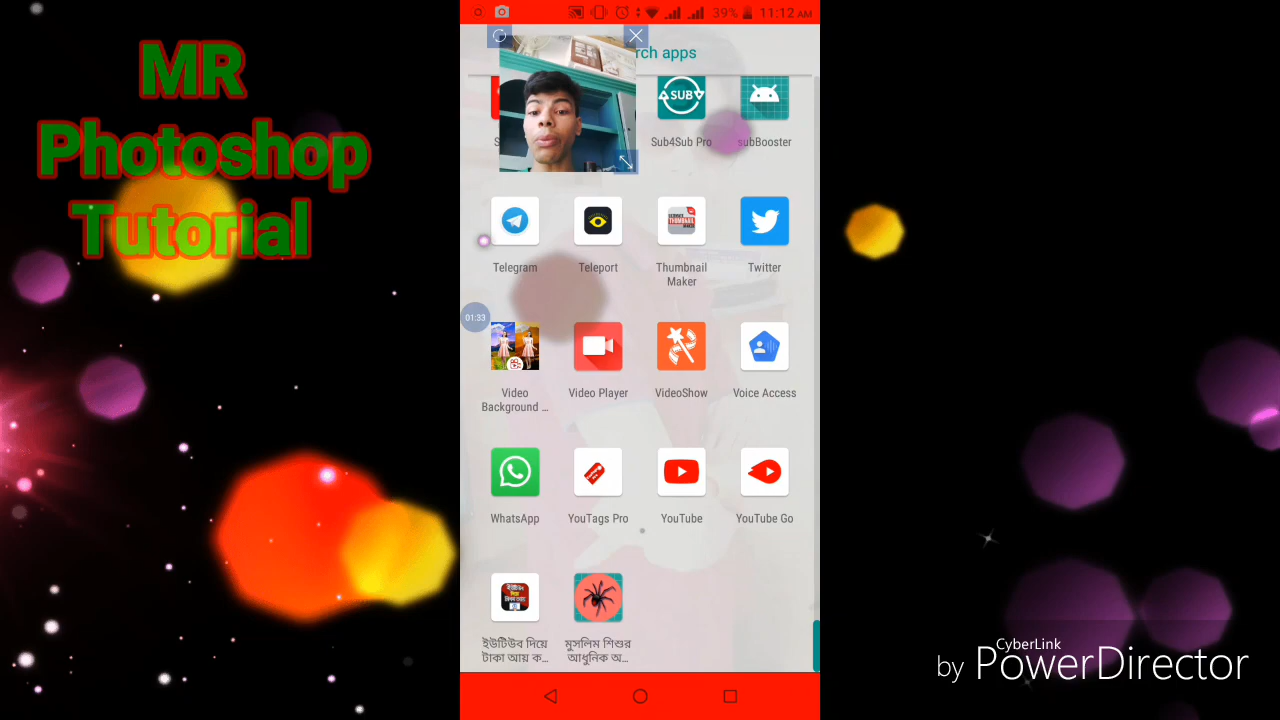 MR
Photoshop
Tutorial
39% 11:12 AM
rch apps
S
Sub4Sub Pro
subBooster
SUB
Telegram
Teleport
Thumbnail
Maker
Twitter
01:33
Video
Background ...
Video Player
VideoShow
Voice Access
WhatsApp
YouTags Pro
YouTube
YouTube Go
ইউটিউব দিয়ে
টাকা আয় ক...
মুসলিম শিশুর
আধুনিক অ...
CyberLink
by PowerDirector